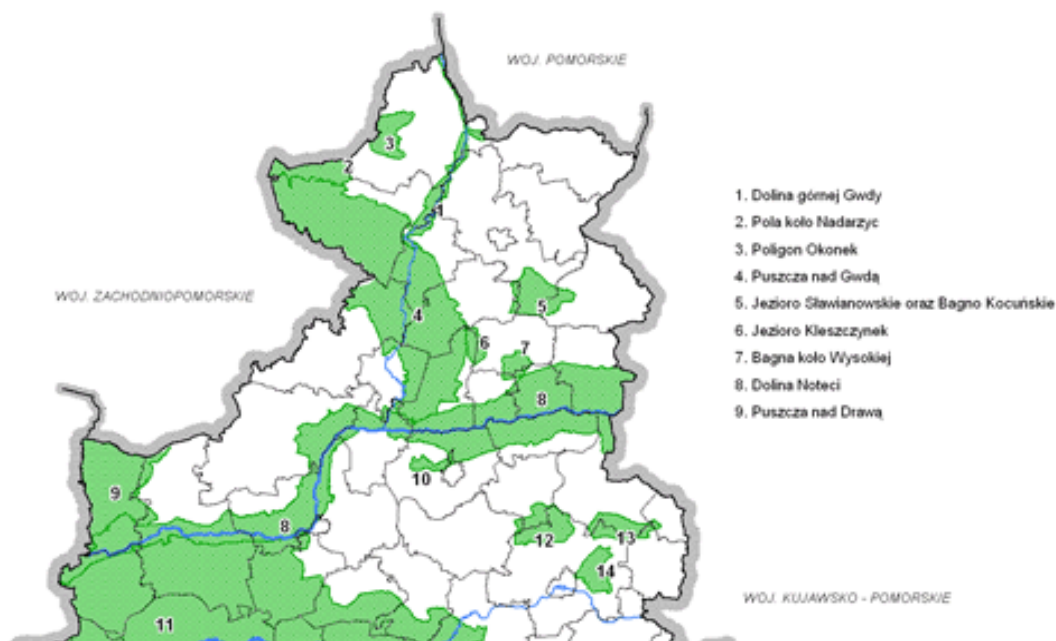 WOJ. POMORSKIE
3
2
1
1. Dolina górnej Gwdy
2. Pola koło Nadarzyc
3. Poligon Okonek
4. Puszcza nad Gwdą
5. Jezioro Sławianowskie oraz Bagno Kocuńskie
6. Jezioro Kleszczynek
7. Bagna koło Wysokiej
8. Dolina Noteci
9. Puszcza nad Drawą
WOJ. ZACHODNIOPOMORSKIE
5
4
6
7
8
10
9
8
12
13
14
WOJ. KUJAWSKO - POMORSKIE
11